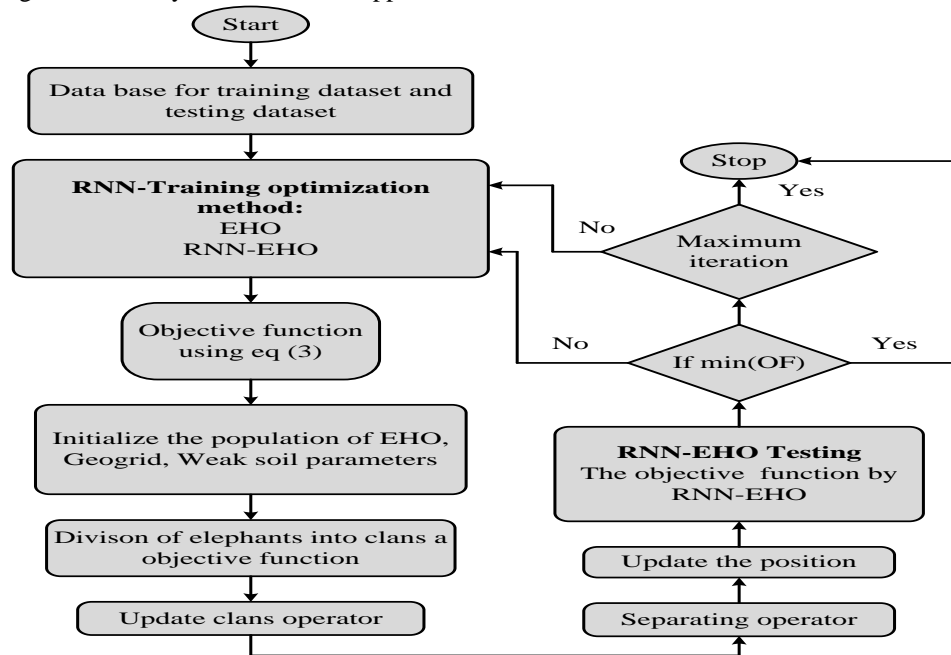 Start
Data base for training dataset and
testing dataset
RNN-Training optimization
method:
EHO
RNN-EHO
Objective function
using eq (3)
Initialize the population of EHO,
Geogrid, Weak soil parameters
Divison of elephants into clans a
objective function
Update clans operator
Separating operator
Update the position
RNN-EHO Testing
The objective function by
RNN-EHO
If min(OF)
No
Yes
Maximum
iteration
No
Yes
Stop